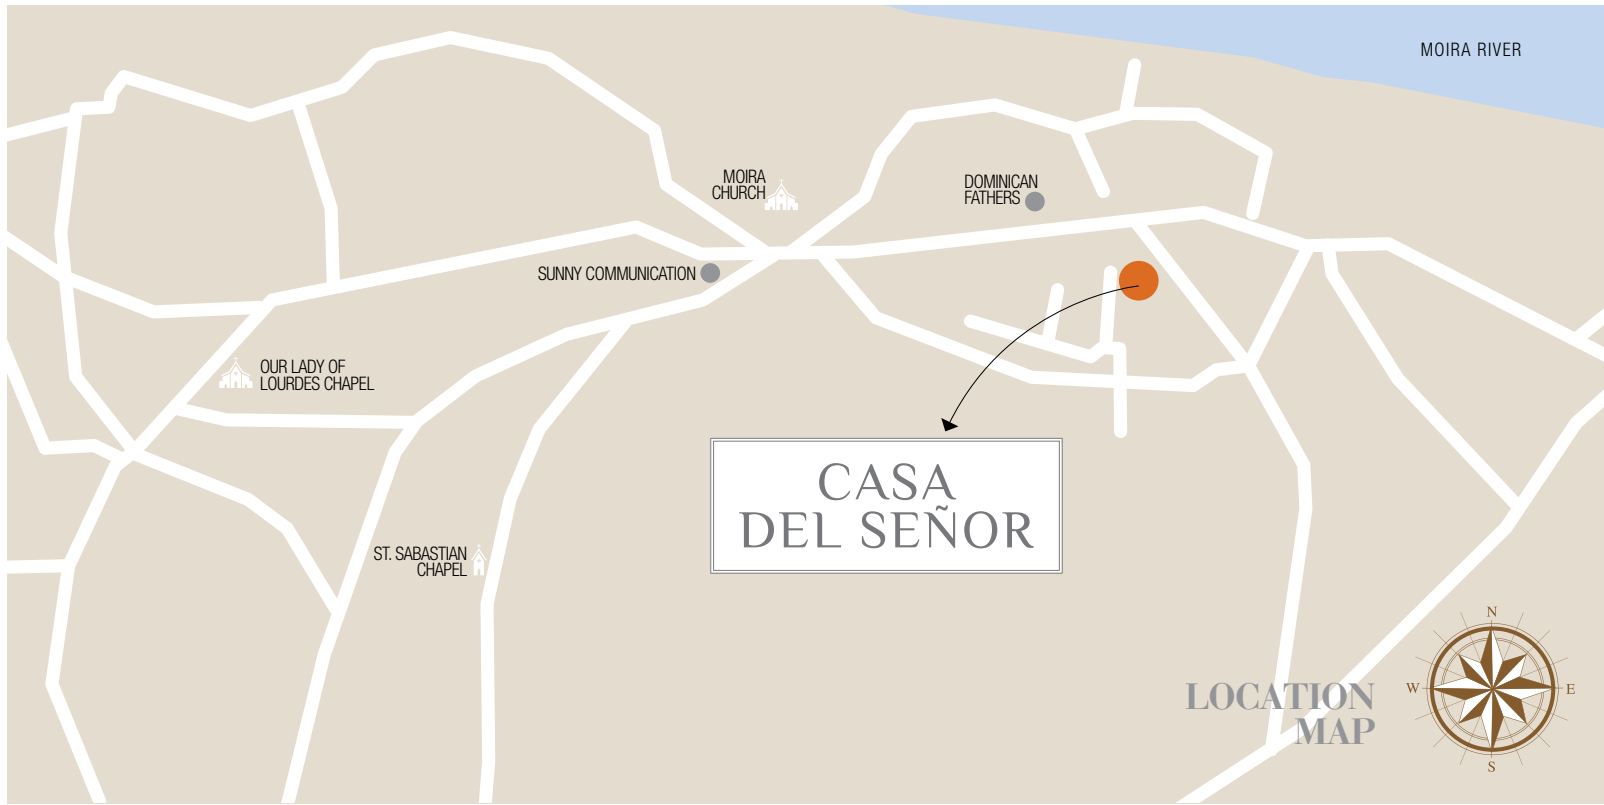 MOIRA RIVER
MOIRA
CHURCH
DOMINICAN
FATHERS
SUNNY COMMUNICATION
OUR LADY OF
LOURDES CHAPEL
CASA
DEL SEÑOR
ST. SABASTIAN
CHAPEL
LOCATION
MAP
N
W
E
S